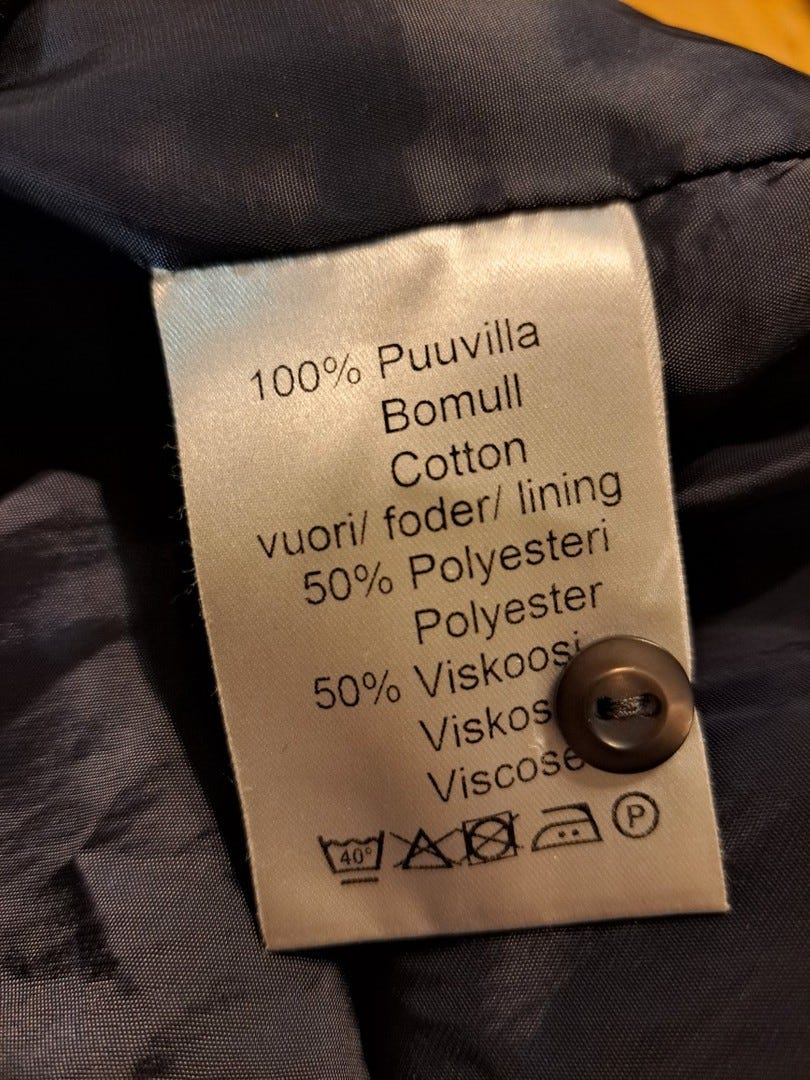 100% Puuvilla
Bomull
Cotton
vuori/ foder/ lining
50% Polyesteri
Polyester
50% Viskoosi
Viskos
Viscose
40°
P